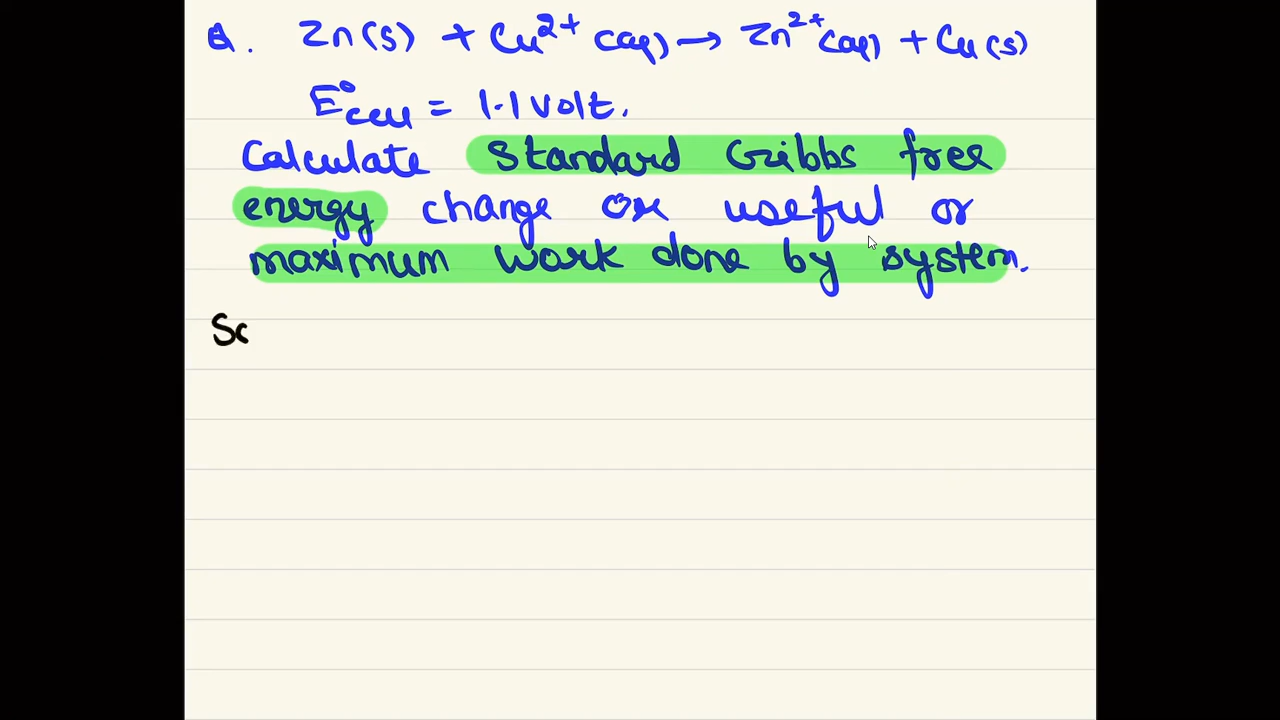 Q. Zn(s) + Cu²⁺ (aq) → Zn²⁺ (aq) + Cu (s)
E°cell = 1.1 volt.
Calculate Standard Gibbs free
energy change or useful or
maximum work done by system.
So